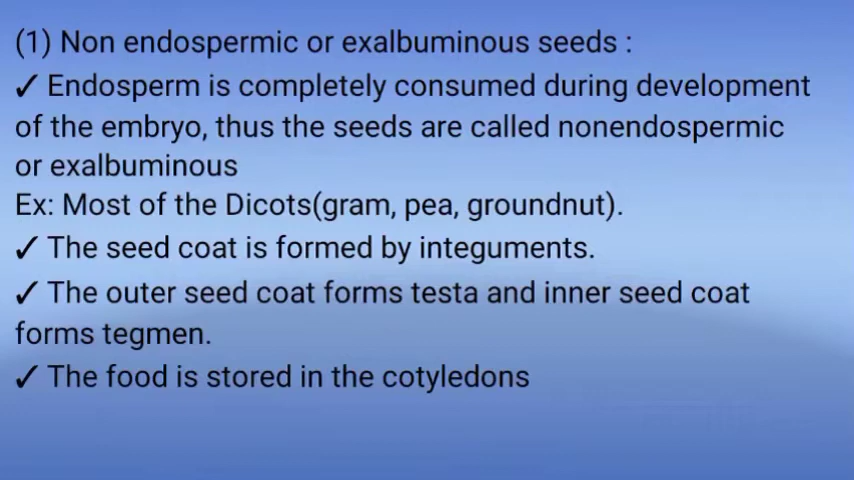 (1) Non endospermic or exalbuminous seeds :
✓ Endosperm is completely consumed during development
of the embryo, thus the seeds are called nonendospermic
or exalbuminous
Ex: Most of the Dicots(gram, pea, groundnut).
✓ The seed coat is formed by integuments.
✓ The outer seed coat forms testa and inner seed coat
forms tegmen.
✓ The food is stored in the cotyledons